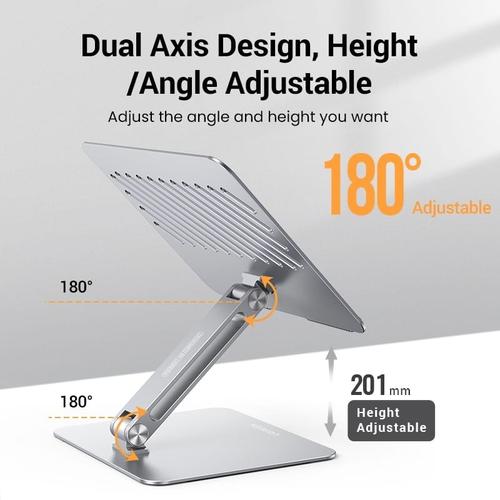 Dual Axis Design, Height
/Angle Adjustable
Adjust the angle and height you want
180° Adjustable
180°
180°
201mm
Height
Adjustable